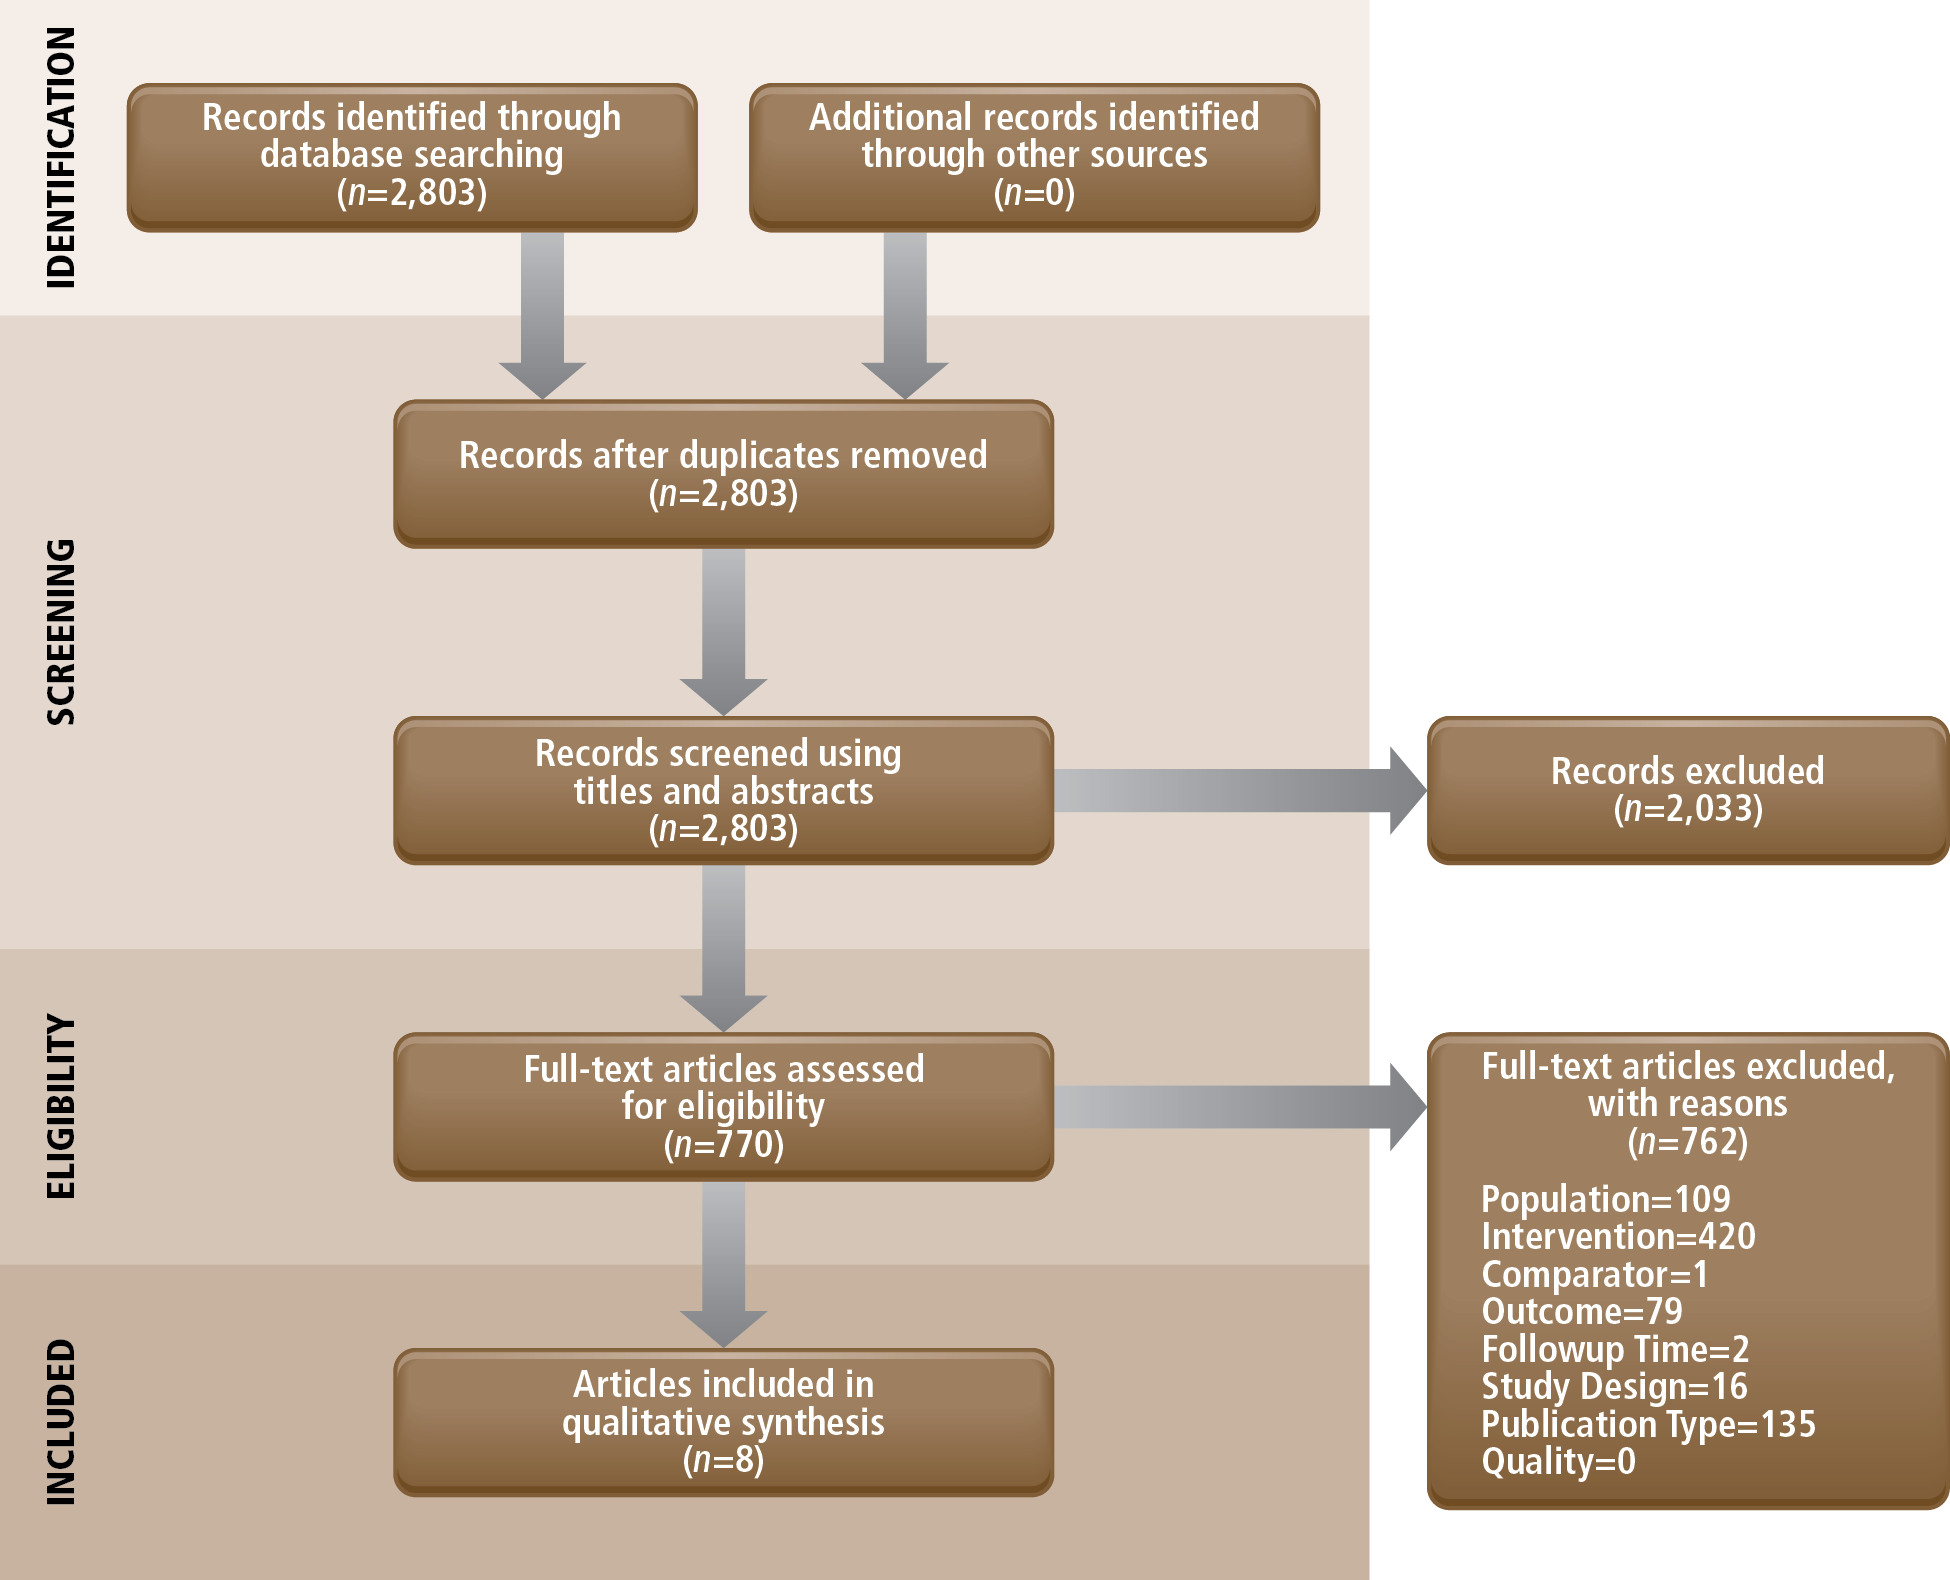 IDENTIFICATION
Records identified through
database searching
(n=2,803)
Additional records identified
through other sources
(n=0)
SCREENING
Records after duplicates removed
(n=2,803)
Records screened using
titles and abstracts
(n=2,803)
Records excluded
(n=2,033)
ELIGIBILITY
Full-text articles assessed
for eligibility
(n=770)
Full-text articles excluded,
with reasons
(n=762)
Population=109
Intervention=420
Comparator=1
Outcome=79
Followup Time=2
Study Design=16
Publication Type=135
Quality=0
INCLUDED
Articles included in
qualitative synthesis
(n=8)